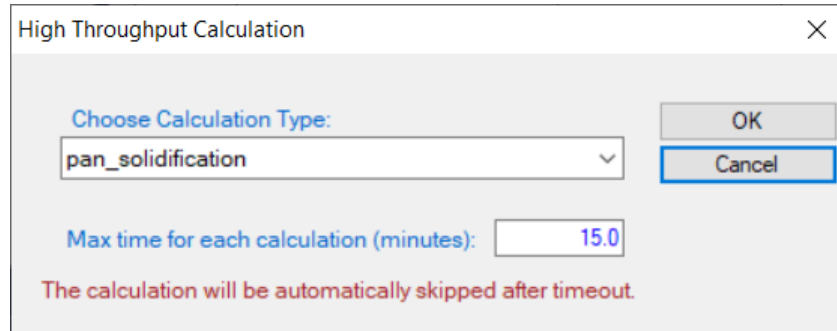 High Throughput Calculation
Choose Calculation Type:
OK
pan_solidification
Cancel
Max time for each calculation (minutes): 15.0
The calculation will be automatically skipped after timeout.